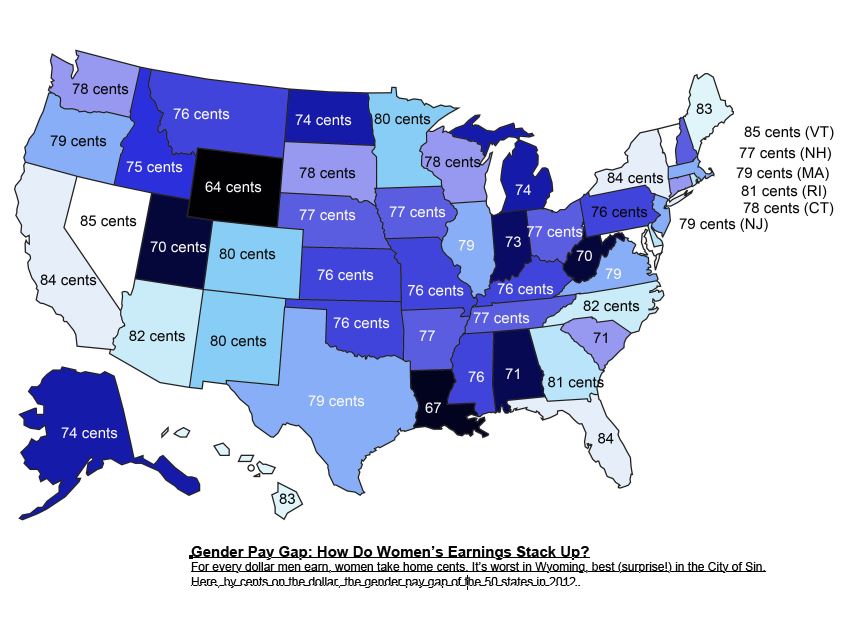 83
78 cents
76 cents
74 cents
80 cents
85 cents (VT)
79 cents
77 cents (NH)
75 cents
78 cents
78 cents
79 cents (MA)
64 cents
74
84 cents
81 cents (RI)
78 cents (CT)
85 cents
77 cents
77 cents
76 cents
79 cents (NJ)
70 cents
80 cents
79
73
77 cents
70
84 cents
76 cents
76 cents
76 cents
79
82 cents
80 cents
76 cents
77
77 cents
82 cents
71
79 cents
67
76
71
81 cents
74 cents
84
83
Gender Pay Gap: How Do Women's Earnings Stack Up?
For every dollar men earn, women take home cents. It's worst in Wyoming, best (surprise!) in the City of Sin.
Here, by cents on the dollar, the gender pay gap of the 50 states in 2012.